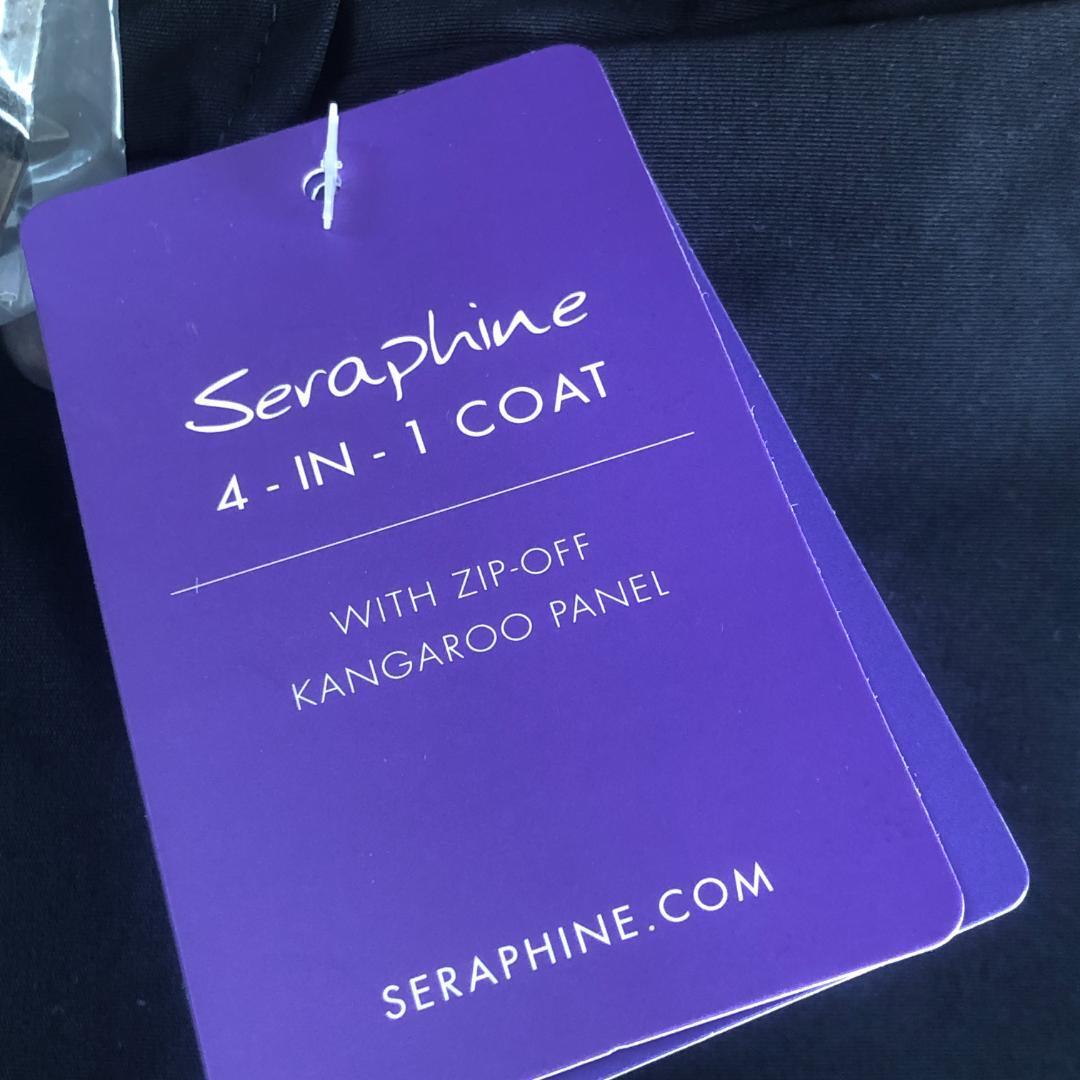 Seraphine
4 - IN - 1 COAT
WITH ZIP-OFF
KANGAROO PANEL
SERAPHINE.COM